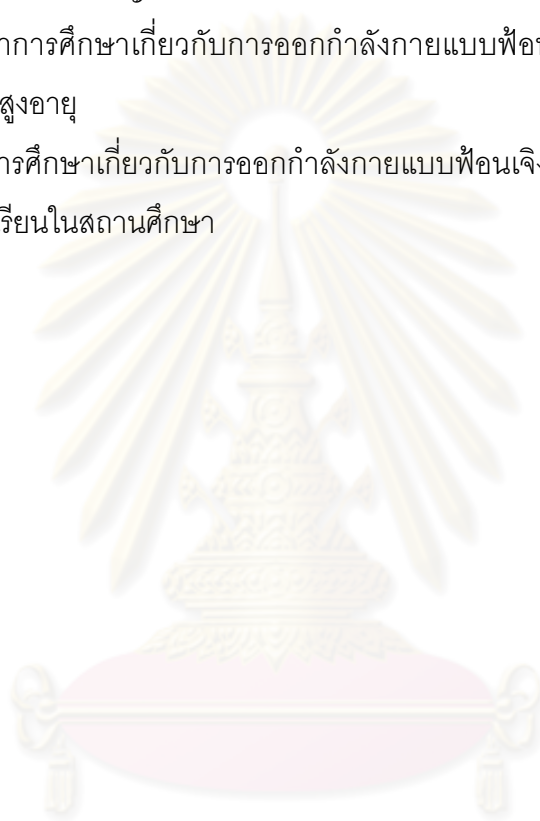 าการศึกษาเกี่ยวกับการออกกำลังกายแบบฟ้อน
สูงอายุ
ารศึกษาเกี่ยวกับการออกกำลังกายแบบฟ้อนเจิง
เรียนในสถานศึกษา